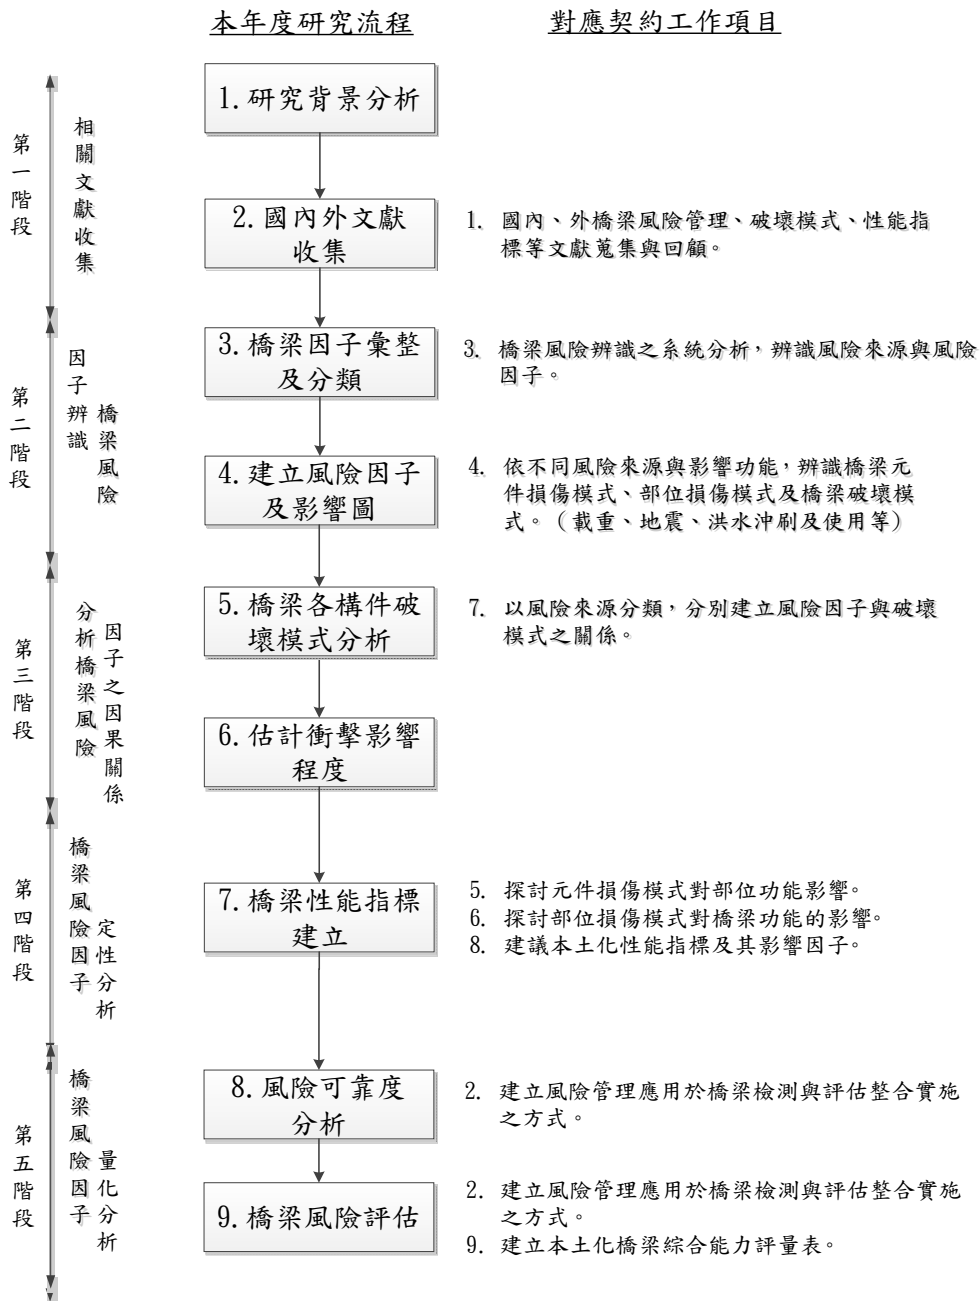 本年度研究流程
對應契約工作項目
第一階段
相關文獻收集
1.研究背景分析
2.國內外文獻
收集
1. 國內、外橋梁風險管理、破壞模式、性能指
標等文獻蒐集與回顧。
第二階段
橋梁風險
因子辨識
3.橋梁因子彙整
及分類
3. 橋梁風險辨識之系統分析,辨識風險來源與風險
因子。
4.建立風險因子
及影響圖
4. 依不同風險來源與影響功能,辨識橋梁元
件損傷模式、部位損傷模式及橋梁破壞模
式。(載重、地震、洪水沖刷及使用等)
第三階段
分析橋梁風險
因子之因果關係
5.橋梁各構件破
壞模式分析
7. 以風險來源分類,分別建立風險因子與破壞
模式之關係。
6.估計衝擊影響
程度
第四階段
橋梁風險因子
定性分析
7.橋梁性能指標
建立
5. 探討元件損傷模式對部位功能影響。
6. 探討部位損傷模式對橋梁功能的影響。
8. 建議本土化性能指標及其影響因子。
第五階段
橋梁風險因子
量化分析
8.風險可靠度
分析
2. 建立風險管理應用於橋梁檢測與評估整合實施
之方式。
9.橋梁風險評估
2. 建立風險管理應用於橋梁檢測與評估整合實施
之方式。
9. 建立本土化橋梁綜合能力評量表。